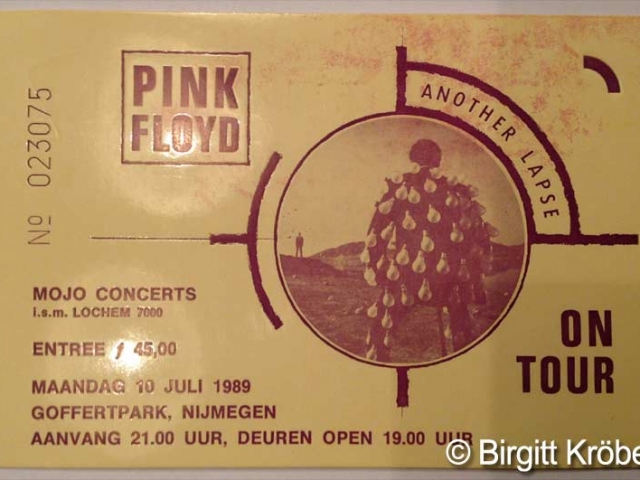 No 023075
PINK
FLOYD
ANOTHER LAPSE
MOJO CONCERTS
i.s.m. LOCHEM 7000
ENTREE ƒ 45,00
MAANDAG 10 JULI 1989
GOFFERTPARK, NIJMEGEN
AANVANG 21.00 UUR, DEUREN OPEN 19.00 UUR
ON
TOUR
© Birgitt Kröbe